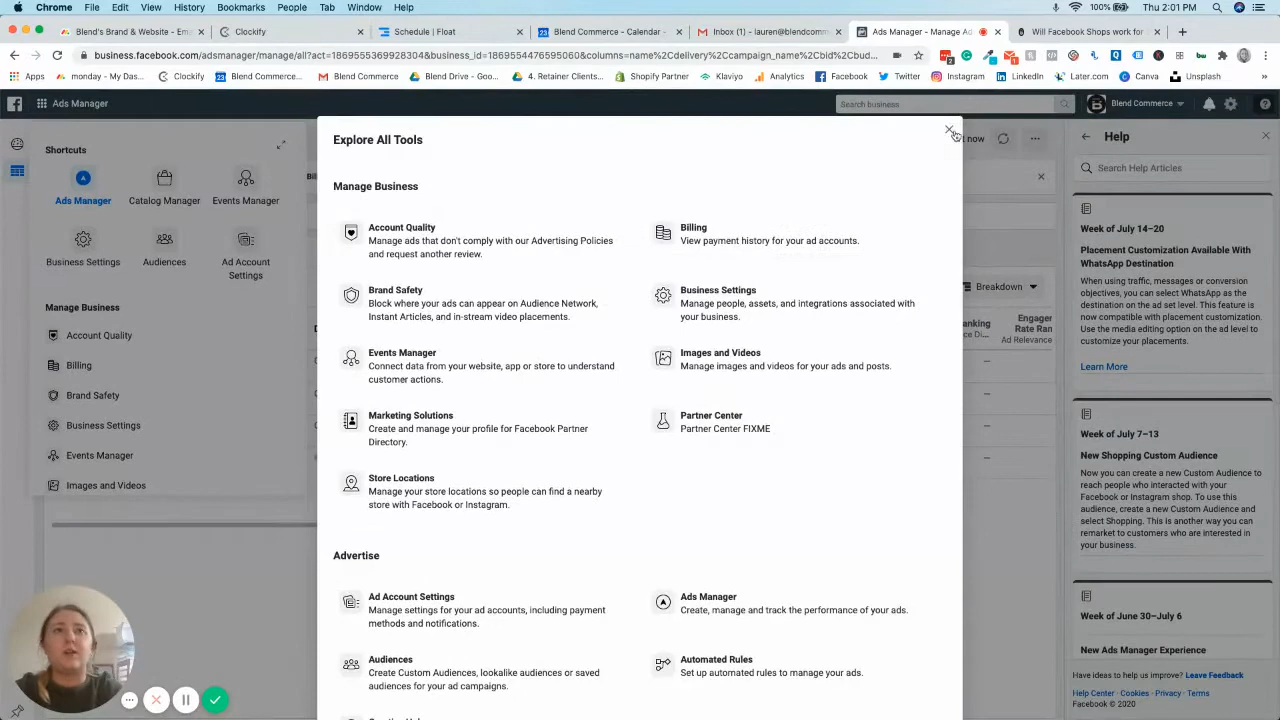 Chrome File Edit View History Bookmarks People Tab Window Help
100% Thu 2:01 PM
Blend's Brand & Website - Em
Clockify
Schedule | Float
Blend Commerce - Calendar -
Inbox (1) - lauren@blendcomm
Ads Manager - Manage Ad
Will Facebook Shops work for
business.facebook.com/adsmanager/manage/all?act=1869555369928304&business_id=1869554476595060&columns=name%2Cdelivery%2Ccampaign_name%2Cbid%2Cbud...
Apps monday - My Das... Clockify Blend Commerce... Blend Commerce Blend Drive - Goo... 4. Retainer Clients... Shopify Partner Klaviyo Analytics Facebook Twitter Instagram LinkedIn Later.com Canva Unsplash
Ads Manager
Search business
Blend Commerce
Shortcuts
Ads Manager
Catalog Manager
Events Manager
Business Settings
Audiences
Ad Account
Settings
Manage Business
Account Quality
Billing
Brand Safety
Business Settings
Events Manager
Images and Videos
Explore All Tools
Manage Business
Account Quality
Manage ads that don't comply with our Advertising Policies
and request another review.
Billing
View payment history for your ad accounts.
Brand Safety
Block where your ads can appear on Audience Network,
Instant Articles, and in-stream video placements.
Business Settings
Manage people, assets, and integrations associated with
your business.
Events Manager
Connect data from your website, app or store to understand
customer actions.
Images and Videos
Manage images and videos for your ads and posts.
Marketing Solutions
Create and manage your profile for Facebook Partner
Directory.
Partner Center
Partner Center FIXME
Store Locations
Manage your store locations so people can find a nearby
store with Facebook or Instagram.
Advertise
Ad Account Settings
Manage settings for your ad accounts, including payment
methods and notifications.
Ads Manager
Create, manage and track the performance of your ads.
Audiences
Create Custom Audiences, lookalike audiences or saved
audiences for your ad campaigns.
Automated Rules
Set up automated rules to manage your ads.
now
Breakdown
anking
ce Di...
Engager
Rate Ran
Ad Relevance
Help
Search Help Articles
Week of July 14–20
Placement Customization Available With
WhatsApp Destination
When using traffic, messages or conversion
objectives, you can select WhatsApp as the
destination on the ad set level. This feature is
now compatible with placement customization.
Use the media editing option on the ad level to
customize your placements.
Learn More
Week of July 7–13
New Shopping Custom Audience
Now you can create a new Custom Audience to
reach people who interacted with your
Facebook or Instagram shop. To use this
audience, create a new Custom Audience and
select Shopping. This is another way you can
remarket to customers who are interested in
your business.
Week of June 30–July 6
New Ads Manager Experience
Have ideas to help us improve? Leave Feedback
Help Center · Cookies · Privacy · Terms
Facebook © 2020